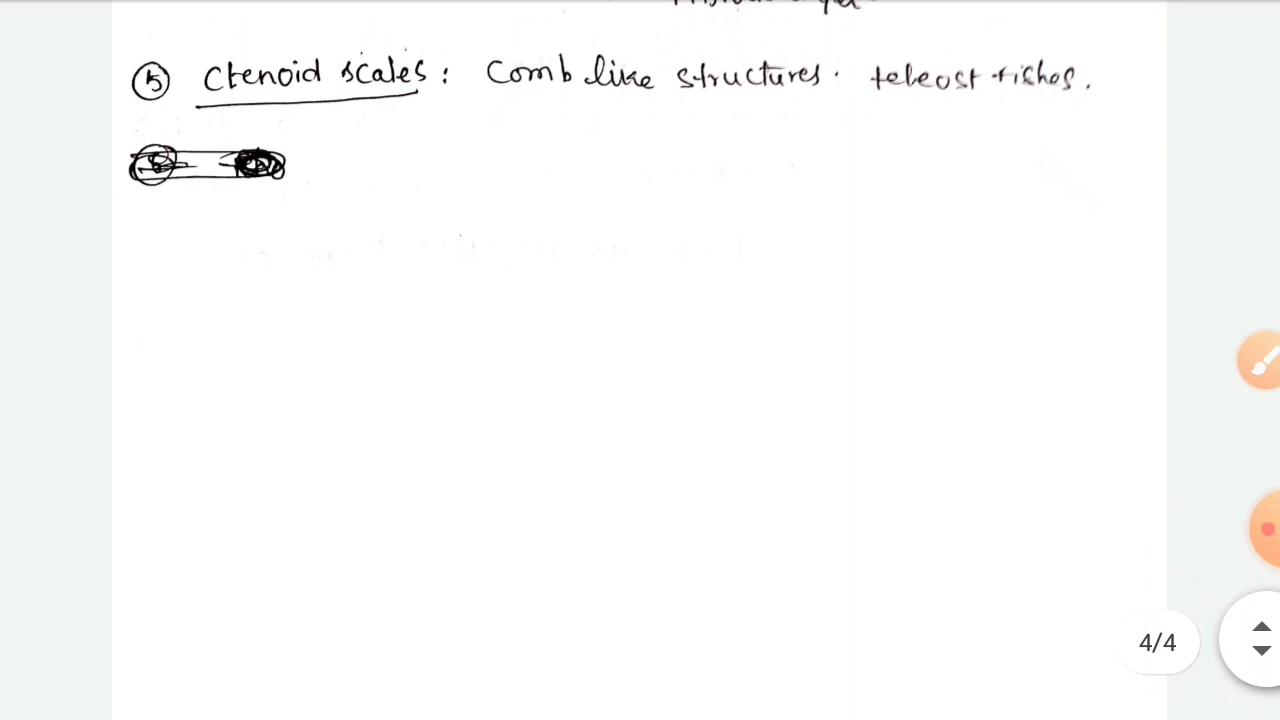 ⑤ Ctenoid scales: Comb like structures. teleost fishes.
4/4